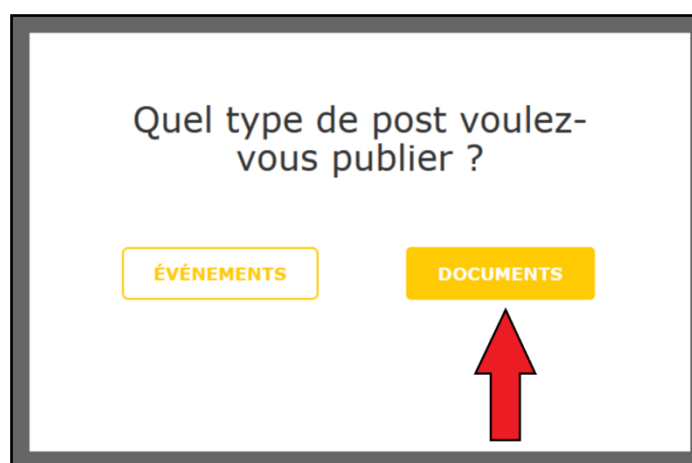 Quel type de post voulez-
vous publier ?
ÉVÉNEMENTS
DOCUMENTS